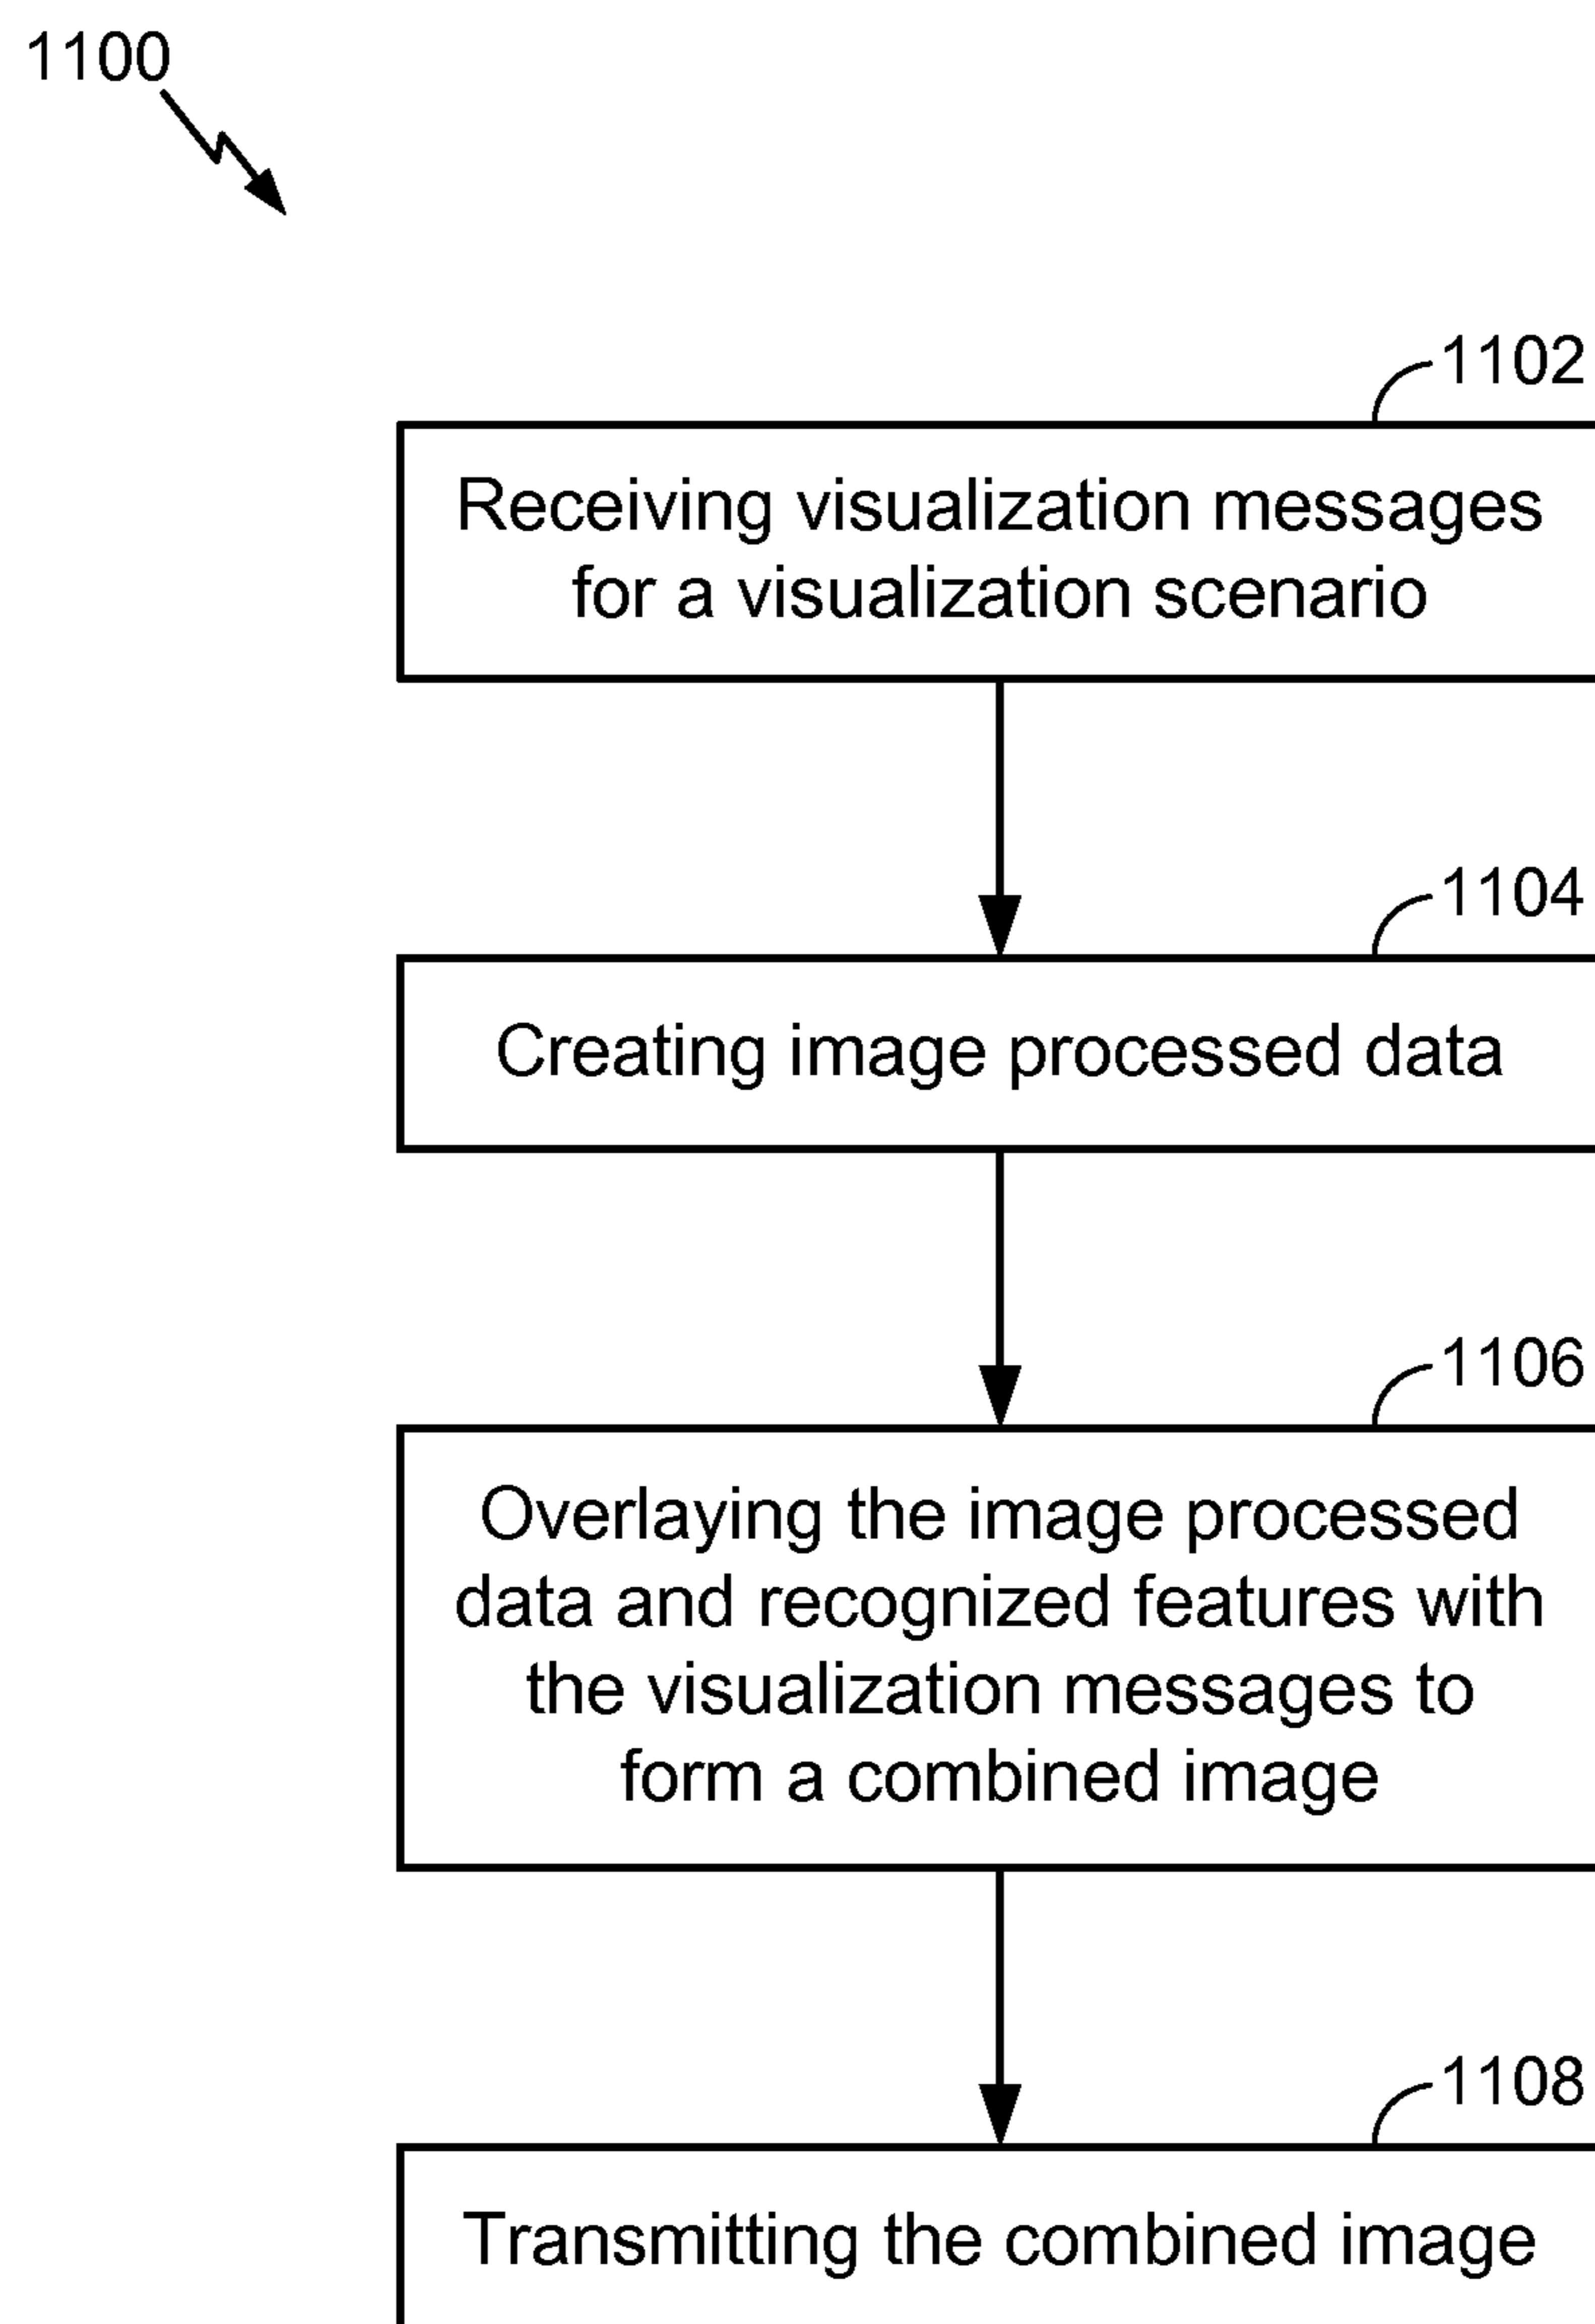 1100
1102
Receiving visualization messages
for a visualization scenario
1104
Creating image processed data
1106
Overlaying the image processed
data and recognized features with
the visualization messages to
form a combined image
1108
Transmitting the combined image